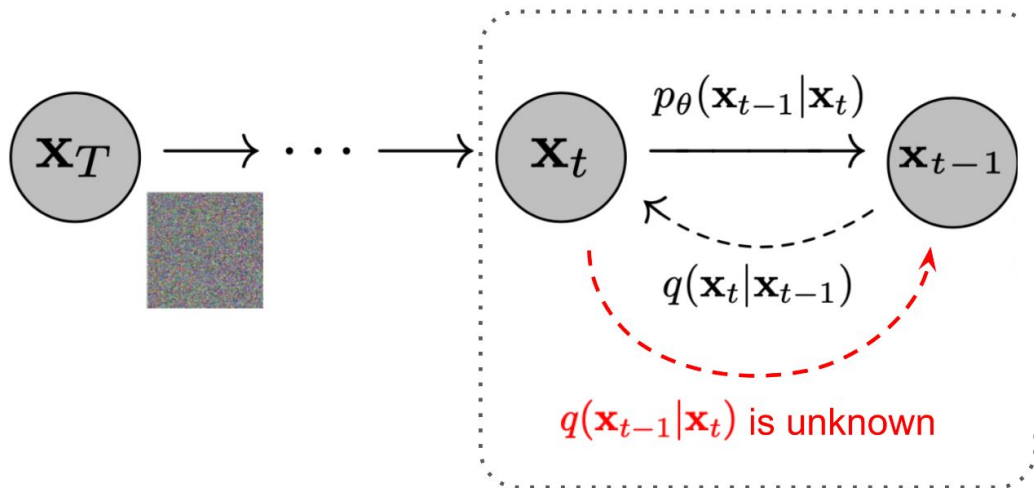 p_θ(x_{t−1}|x_t)
x_T → ⋯ → x_t x_{t−1}
q(x_t|x_{t−1})
q(x_{t−1}|x_t) is unknown